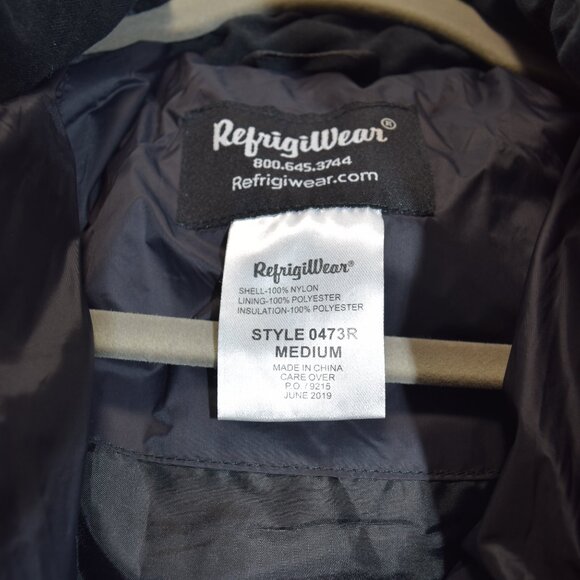 RefrigiWear®
800.645.3744
Refrigiwear.com
RefrigiWear®
SHELL-100% NYLON
LINING-100% POLYESTER
INSULATION-100% POLYESTER
STYLE 0473R
MEDIUM
MADE IN CHINA
CARE OVER
P.O. / 9215
JUNE 2019